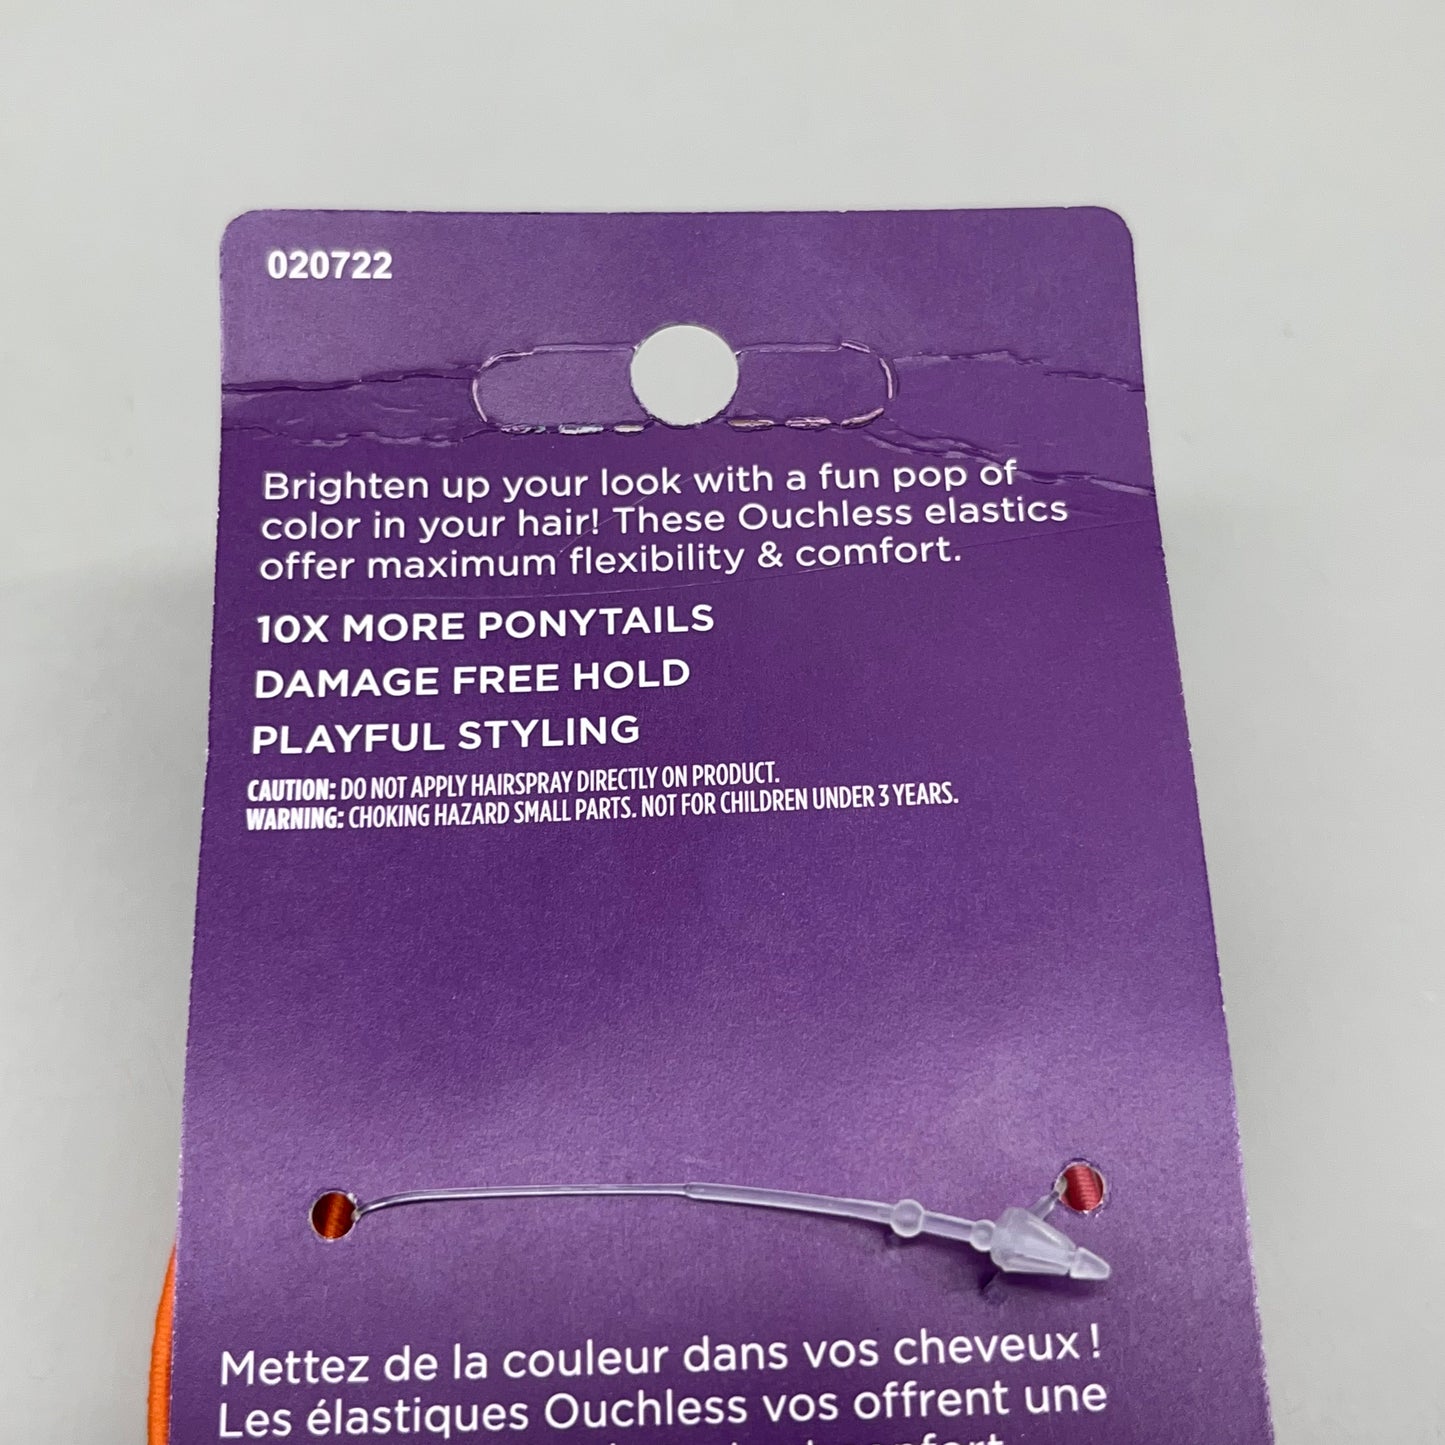 020722
Brighten up your look with a fun pop of
color in your hair! These Ouchless elastics
offer maximum flexibility & comfort.
10X MORE PONYTAILS
DAMAGE FREE HOLD
PLAYFUL STYLING
CAUTION: DO NOT APPLY HAIRSPRAY DIRECTLY ON PRODUCT.
WARNING: CHOKING HAZARD SMALL PARTS. NOT FOR CHILDREN UNDER 3 YEARS.
Mettez de la couleur dans vos cheveux !
Les élastiques Ouchless vos offrent une